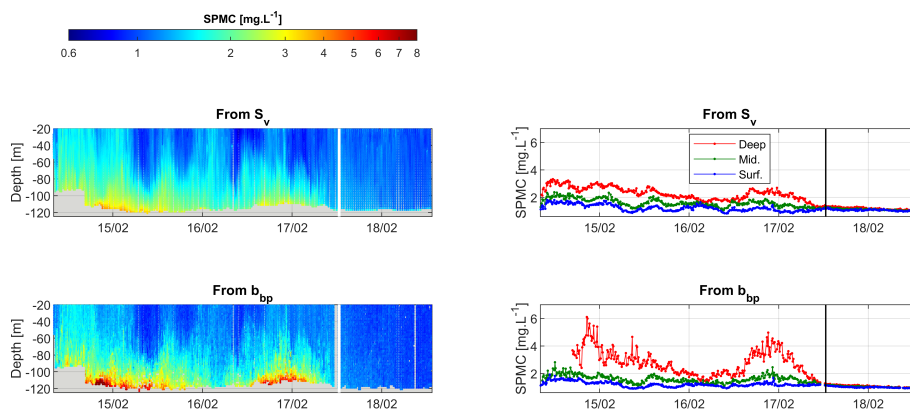 SPMC [mg.L-1]
0.6 1 2 3 4 5 6 7 8
From Sv
-20
-40
-60
-80
-100
-120
Depth [m]
15/02 16/02 17/02 18/02
From Sv
6
4
2
SPMC [mg.L-1]
Deep
Mid.
Surf.
15/02 16/02 17/02 18/02
From bbp
-20
-40
-60
-80
-100
-120
Depth [m]
15/02 16/02 17/02 18/02
From bbp
6
4
2
SPMC [mg.L-1]
15/02 16/02 17/02 18/02